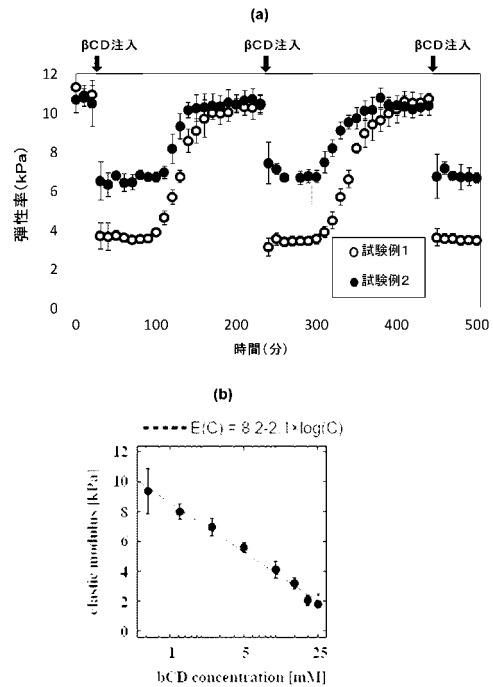 (a)
βCD注入 βCD注入 βCD注入
12
10
8
6
4
2
0
弾性率(kPa)
試験例1
試験例2
0 100 200 300 400 500
時間(分)
(b)
E(C) = 8.2-2.1*log(C)
12
10
8
6
4
2
0
elastic modulus [kPa]
1 5 25
bCD concentration [mM]